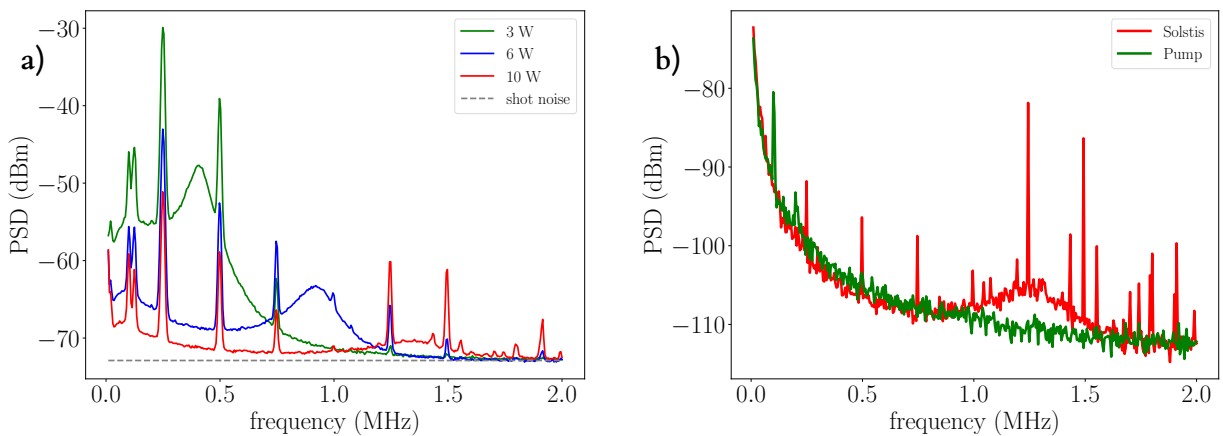 a)
−30
−40
−50
−60
−70
PSD (dBm)
0.0 0.5 1.0 1.5 2.0
frequency (MHz)
3 W
6 W
10 W
shot noise
b)
−80
−90
−100
−110
PSD (dBm)
0.0 0.5 1.0 1.5 2.0
frequency (MHz)
Solstis
Pump